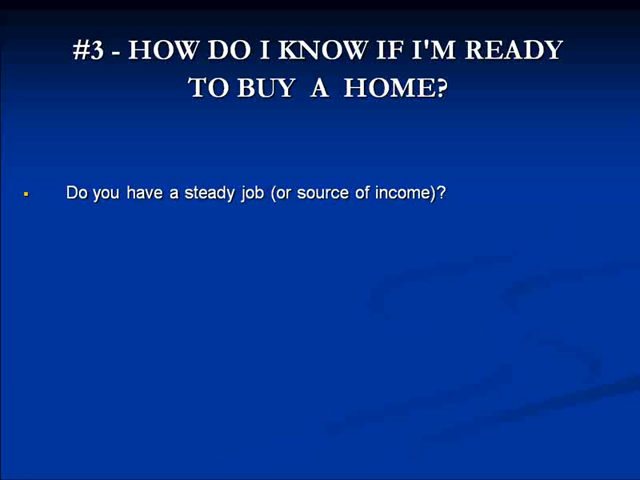 #3 - HOW DO I KNOW IF I'M READY
TO BUY A HOME?
Do you have a steady job (or source of income)?